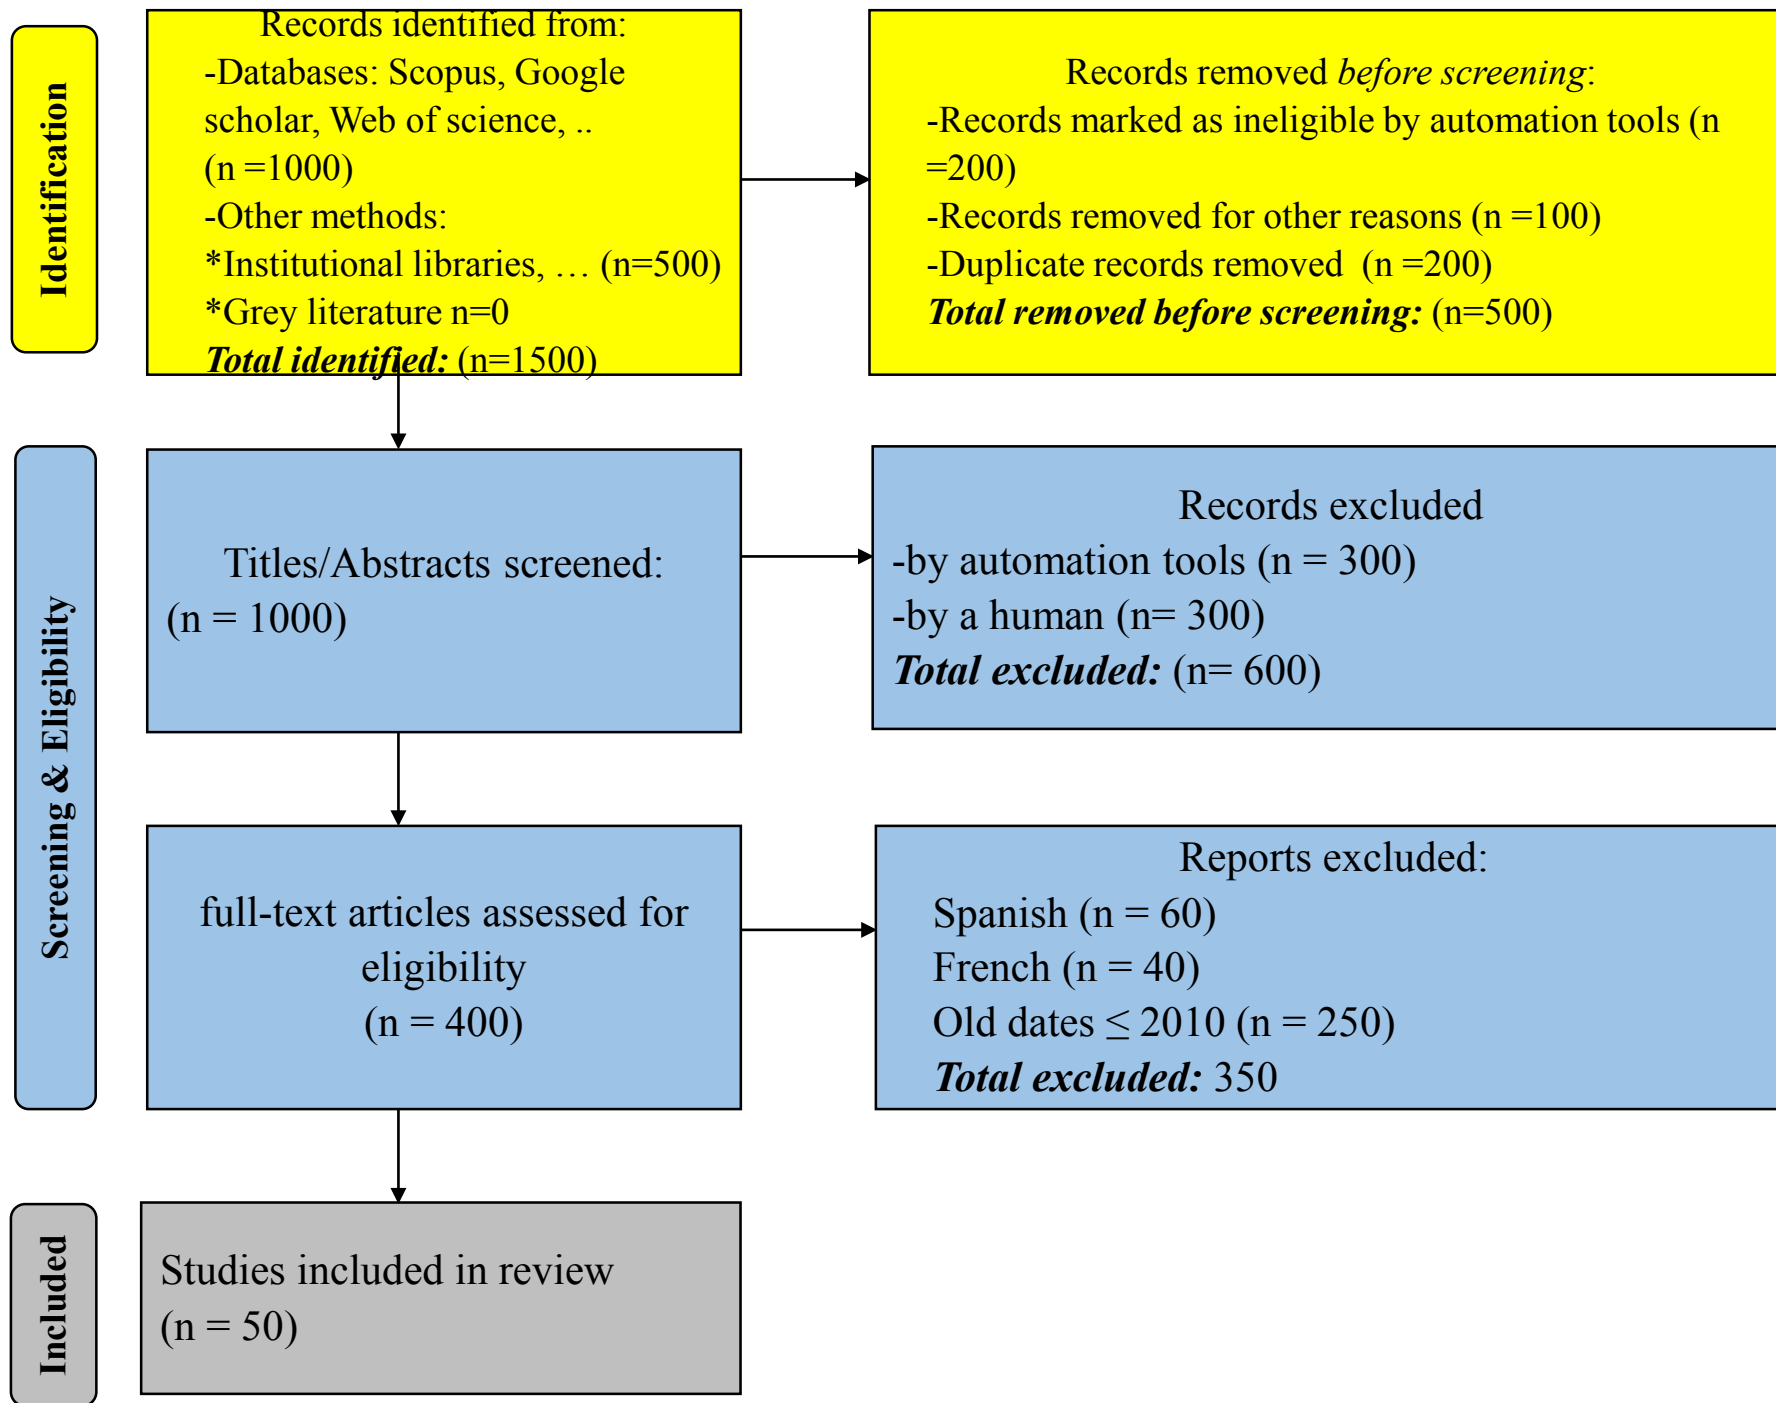 Identification
Records identified from:
-Databases: Scopus, Google
scholar, Web of science, ..
(n =1000)
-Other methods:
*Institutional libraries, … (n=500)
*Grey literature n=0
Total identified: (n=1500)
Records removed before screening:
-Records marked as ineligible by automation tools (n
=200)
-Records removed for other reasons (n =100)
-Duplicate records removed  (n =200)
Total removed before screening: (n=500)
Screening & Eligibility
Titles/Abstracts screened:
(n = 1000)
Records excluded
-by automation tools (n = 300)
-by a human (n= 300)
Total excluded: (n= 600)
full-text articles assessed for
eligibility
(n = 400)
Reports excluded:
Spanish (n = 60)
French (n = 40)
Old dates ≤ 2010 (n = 250)
Total excluded: 350
Included
Studies included in review
(n = 50)